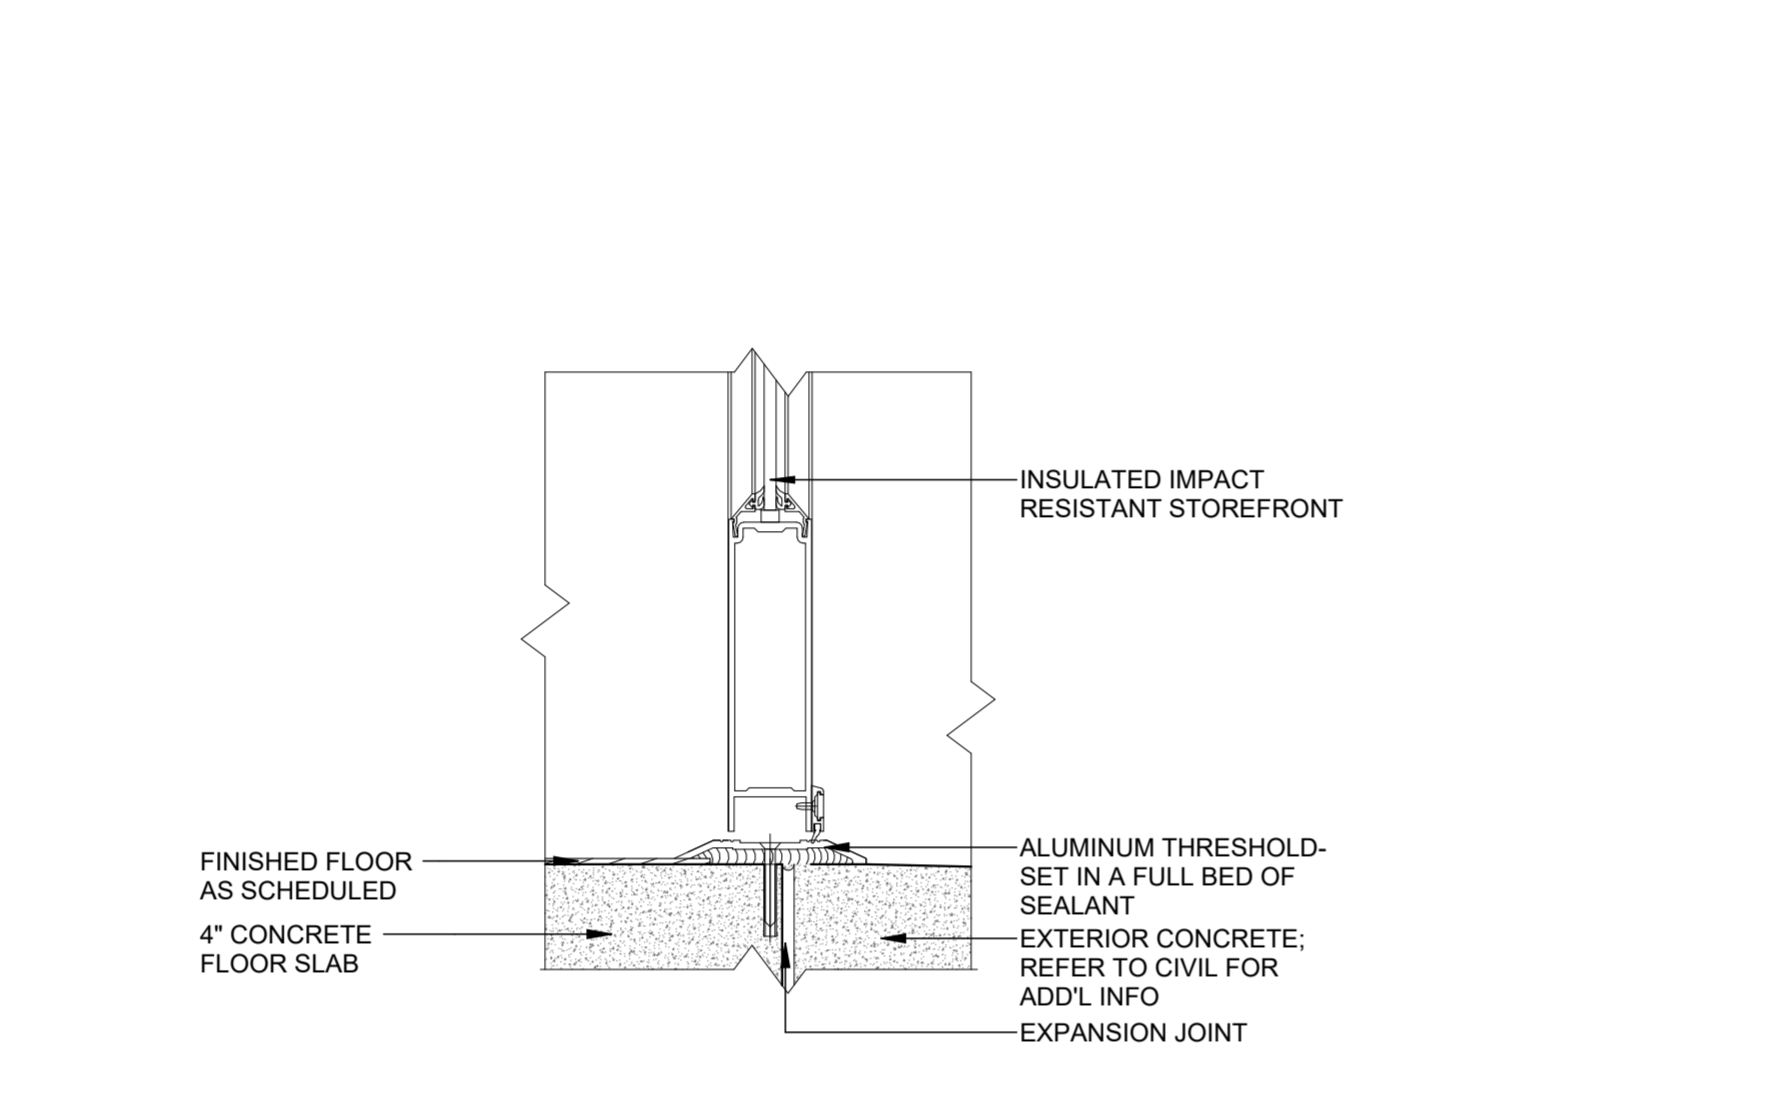 INSULATED IMPACT
RESISTANT STOREFRONT
FINISHED FLOOR
AS SCHEDULED
4" CONCRETE
FLOOR SLAB
ALUMINUM THRESHOLD-
SET IN A FULL BED OF
SEALANT
EXTERIOR CONCRETE;
REFER TO CIVIL FOR
ADD'L INFO
EXPANSION JOINT